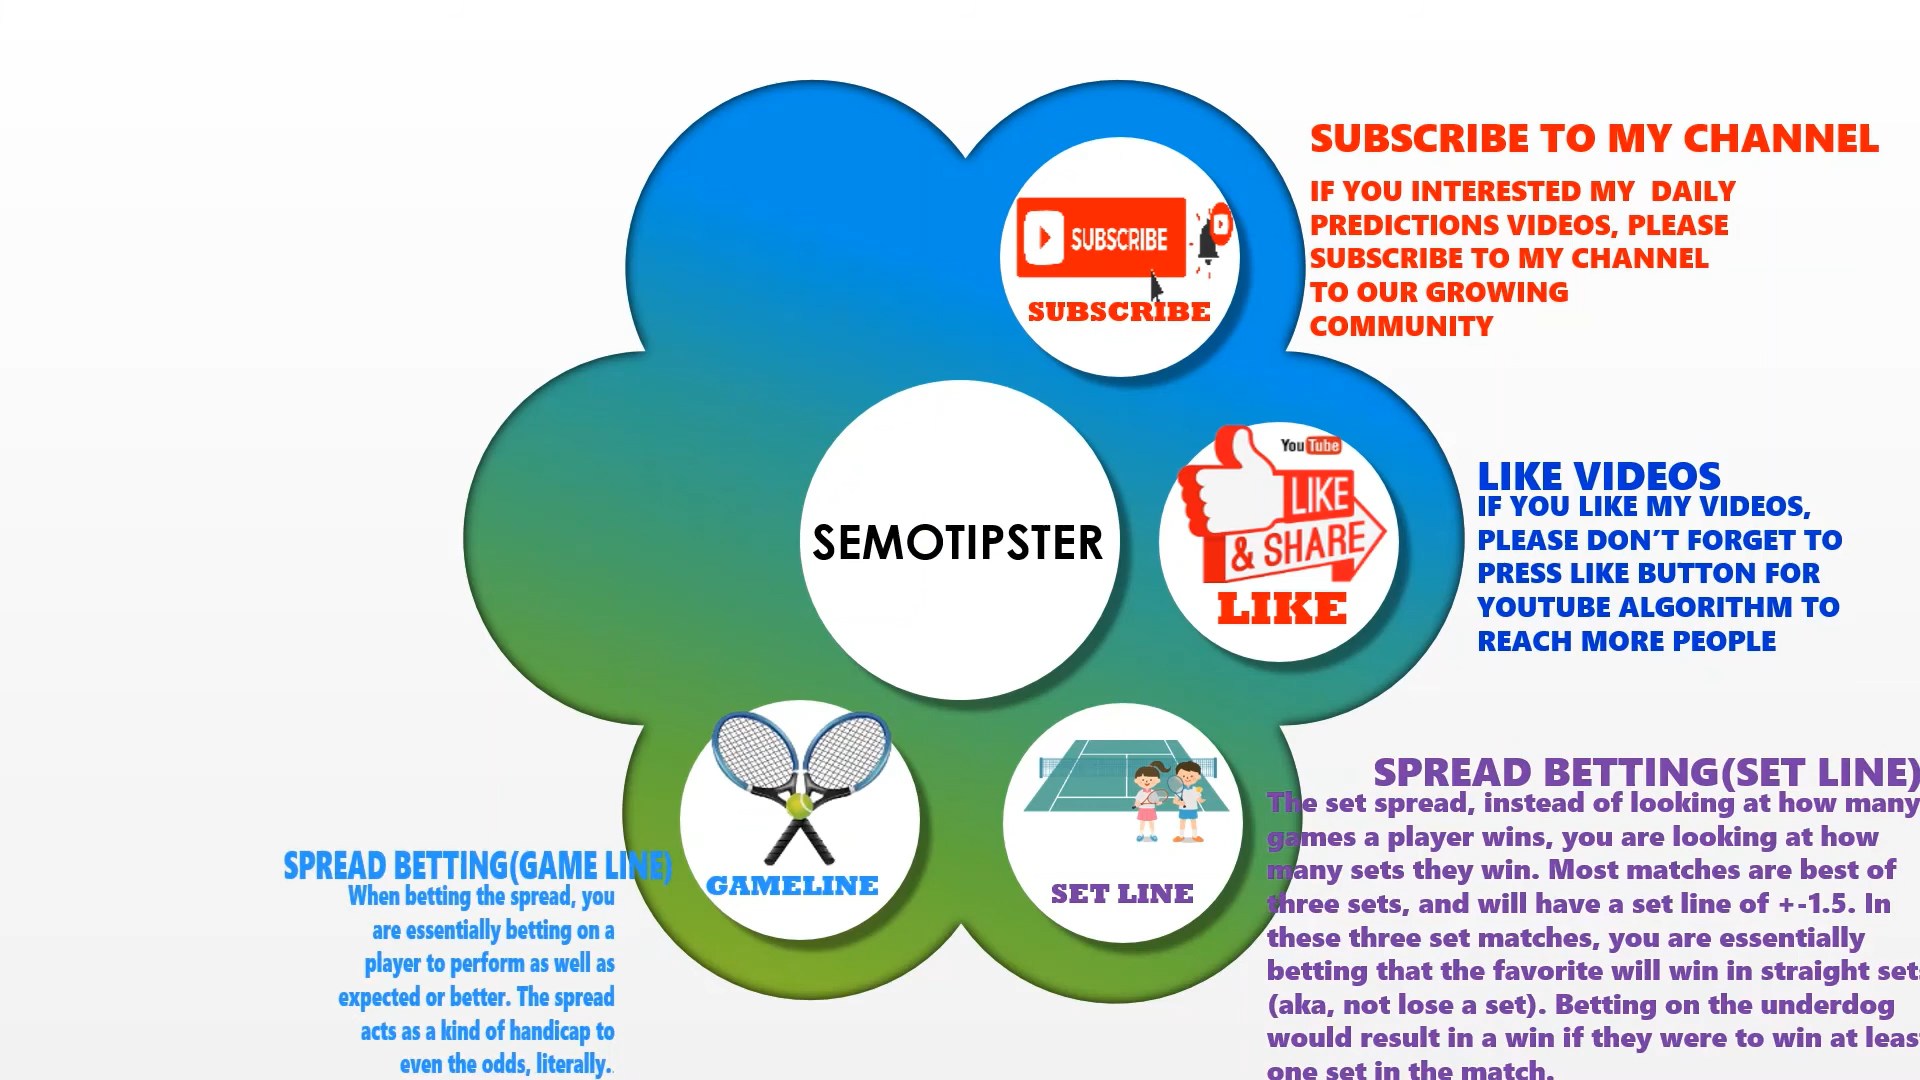 SUBSCRIBE TO MY CHANNEL
IF YOU INTERESTED MY DAILY
PREDICTIONS VIDEOS, PLEASE
SUBSCRIBE TO MY CHANNEL
TO OUR GROWING
COMMUNITY
SUBSCRIBE
SUBSCRIBE
You Tube
LIKE
& SHARE
LIKE
LIKE VIDEOS
IF YOU LIKE MY VIDEOS,
PLEASE DON'T FORGET TO
PRESS LIKE BUTTON FOR
YOUTUBE ALGORITHM TO
REACH MORE PEOPLE
SEMOTIPSTER
SPREAD BETTING(SET LINE)
The set spread, instead of looking at how many
games a player wins, you are looking at how
many sets they win. Most matches are best of
three sets, and will have a set line of +-1.5. In
these three set matches, you are essentially
betting that the favorite will win in straight sets
(aka, not lose a set). Betting on the underdog
would result in a win if they were to win at least
one set in the match.
SET LINE
GAMELINE
SPREAD BETTING(GAME LINE)
When betting the spread, you
are essentially betting on a
player to perform as well as
expected or better. The spread
acts as a kind of handicap to
even the odds, literally.